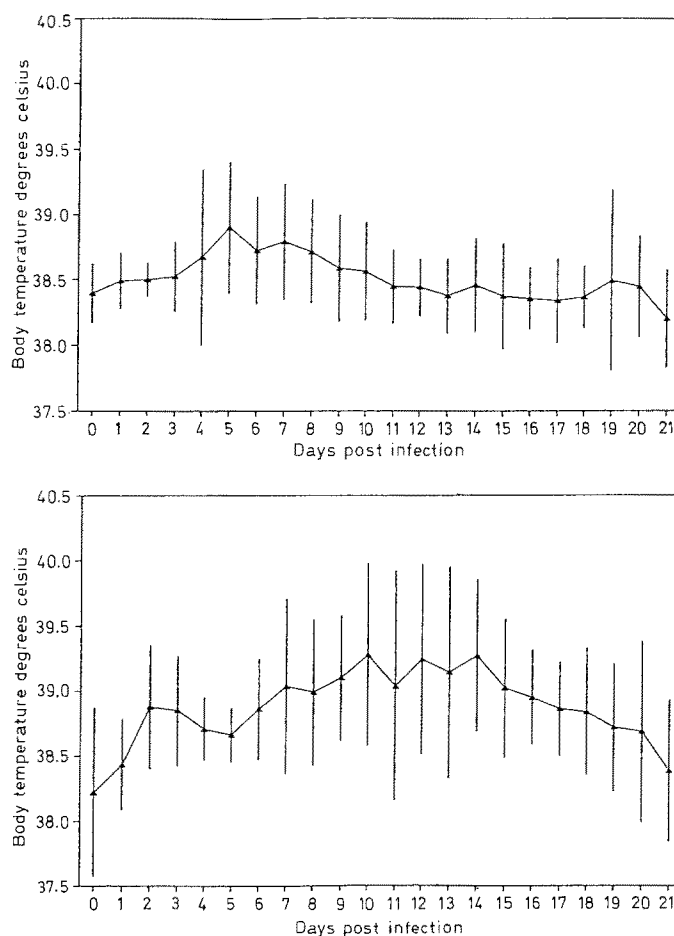 40.5
40.0
39.5
39.0
38.5
38.0
37.5
Body temperature degrees celsius
0 1 2 3 4 5 6 7 8 9 10 11 12 13 14 15 16 17 18 19 20 21
Days post infection
40.5
40.0
39.5
39.0
38.5
38.0
37.5
Body temperature degrees celsius
0 1 2 3 4 5 6 7 8 9 10 11 12 13 14 15 16 17 18 19 20 21
Days post infection